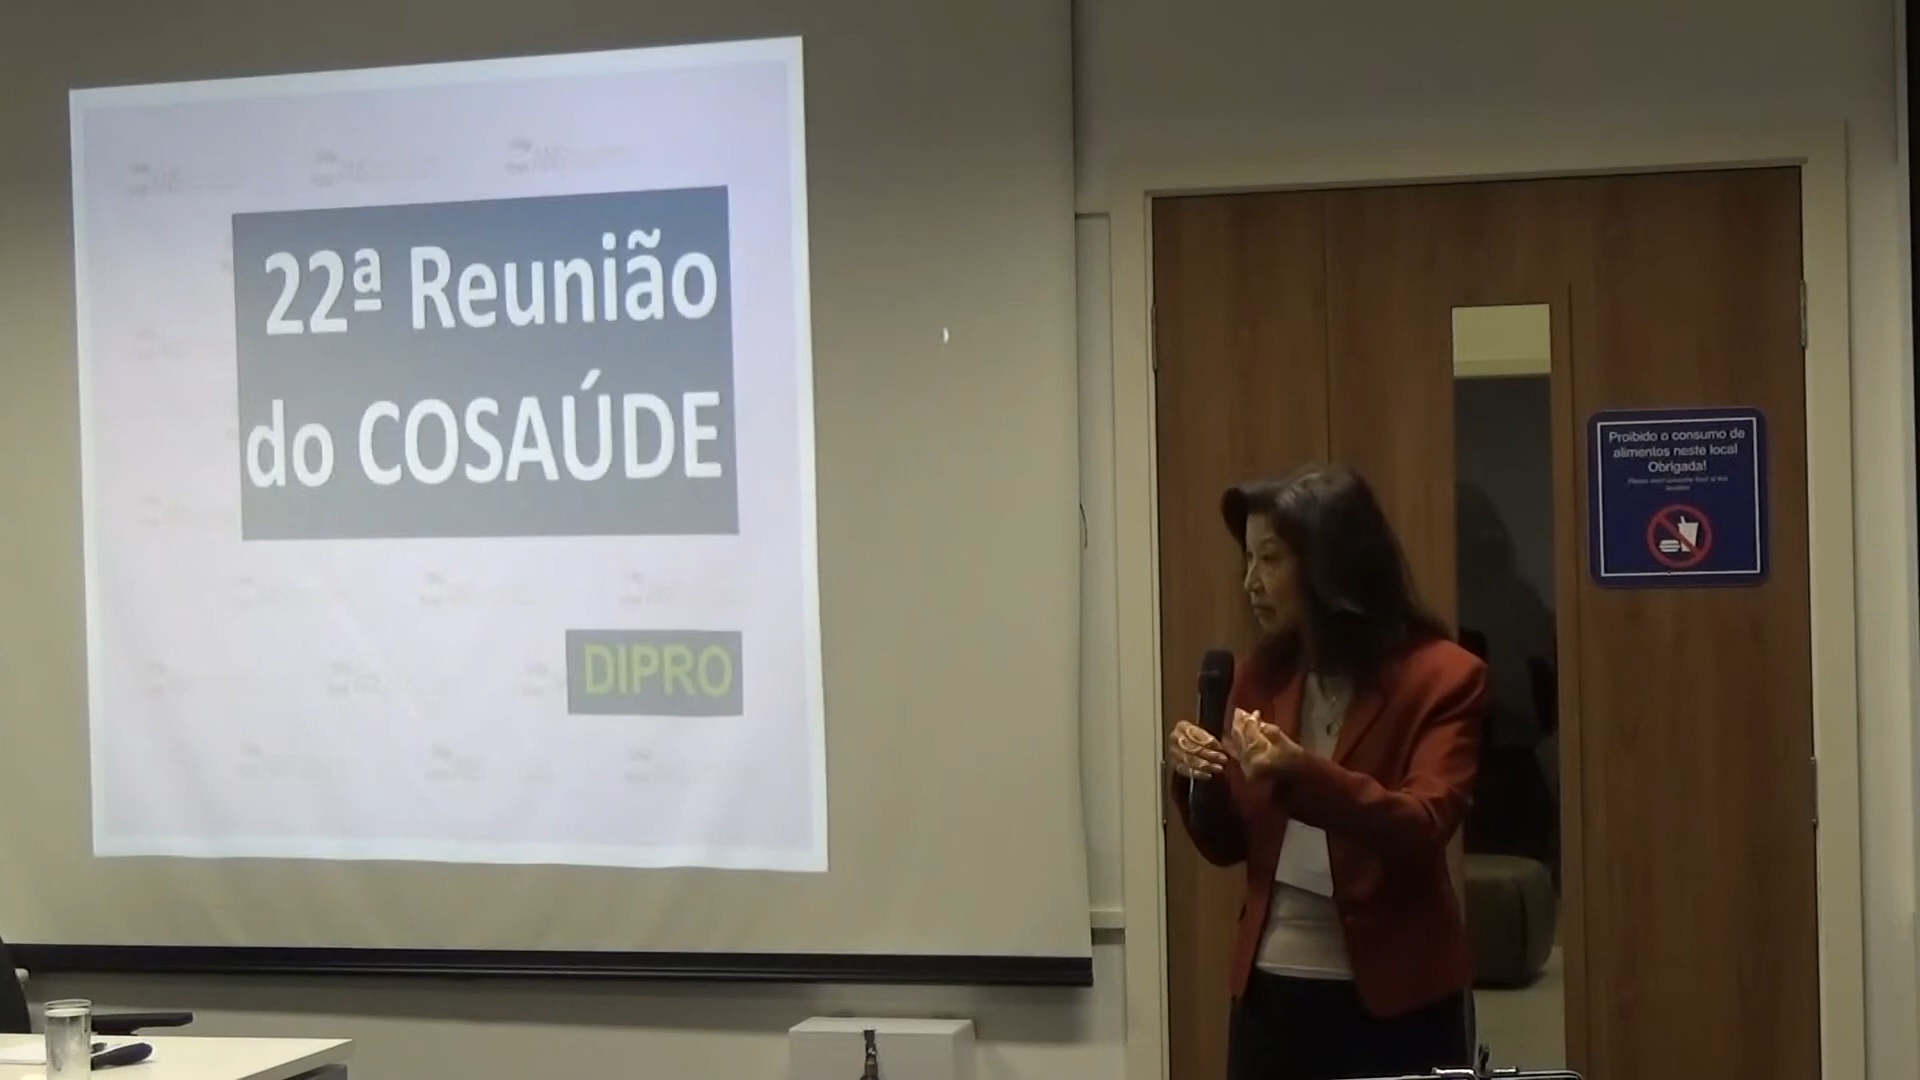 22ª Reunião
do COSAÚDE
DIPRO
Proibido o consumo de
alimentos neste local
Obrigada!